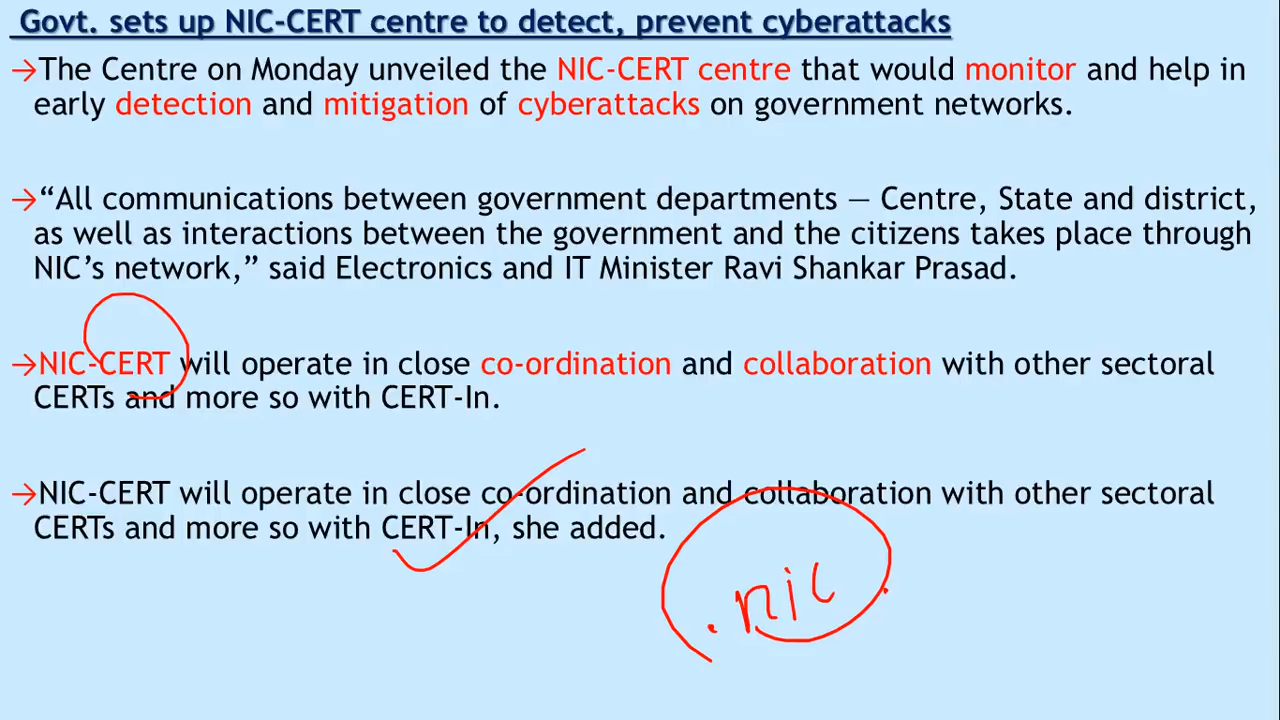 Govt. sets up NIC-CERT centre to detect, prevent cyberattacks
→The Centre on Monday unveiled the NIC-CERT centre that would monitor and help in
early detection and mitigation of cyberattacks on government networks.
→“All communications between government departments — Centre, State and district,
as well as interactions between the government and the citizens takes place through
NIC’s network,” said Electronics and IT Minister Ravi Shankar Prasad.
→NIC-CERT will operate in close co-ordination and collaboration with other sectoral
CERTs and more so with CERT-In.
→NIC-CERT will operate in close co-ordination and collaboration with other sectoral
CERTs and more so with CERT-In, she added.
.nic